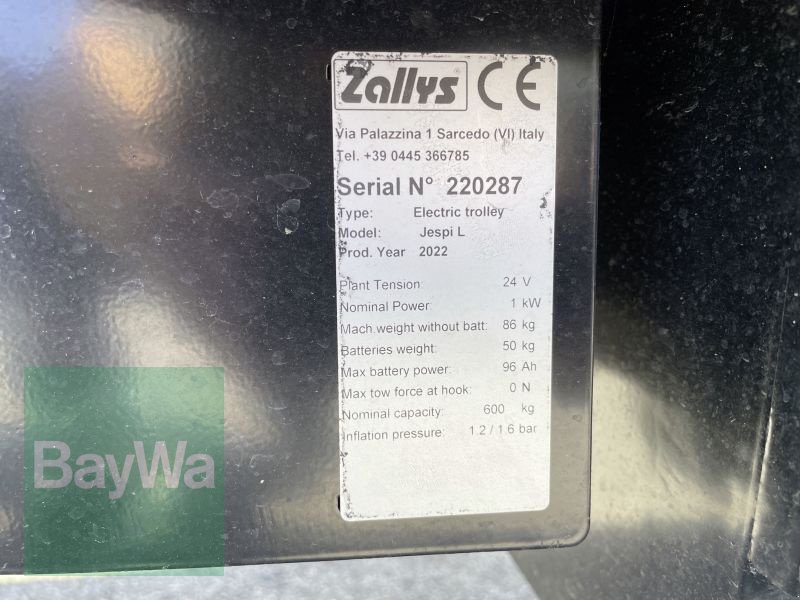 Zallys® CE
Via Palazzina 1 Sarcedo (VI) Italy
Tel. +39 0445 366785
Serial N° 220287
Type: Electric trolley
Model: Jespi L
Prod. Year 2022
Plant Tension: 24 V
Nominal Power: 1 kW
Mach.weight without batt: 86 kg
Batteries weight: 50 kg
Max battery power: 96 Ah
Max tow force at hook: 0 N
Nominal capacity: 600 kg
Inflation pressure: 1.2 / 1.6 bar
BayWa